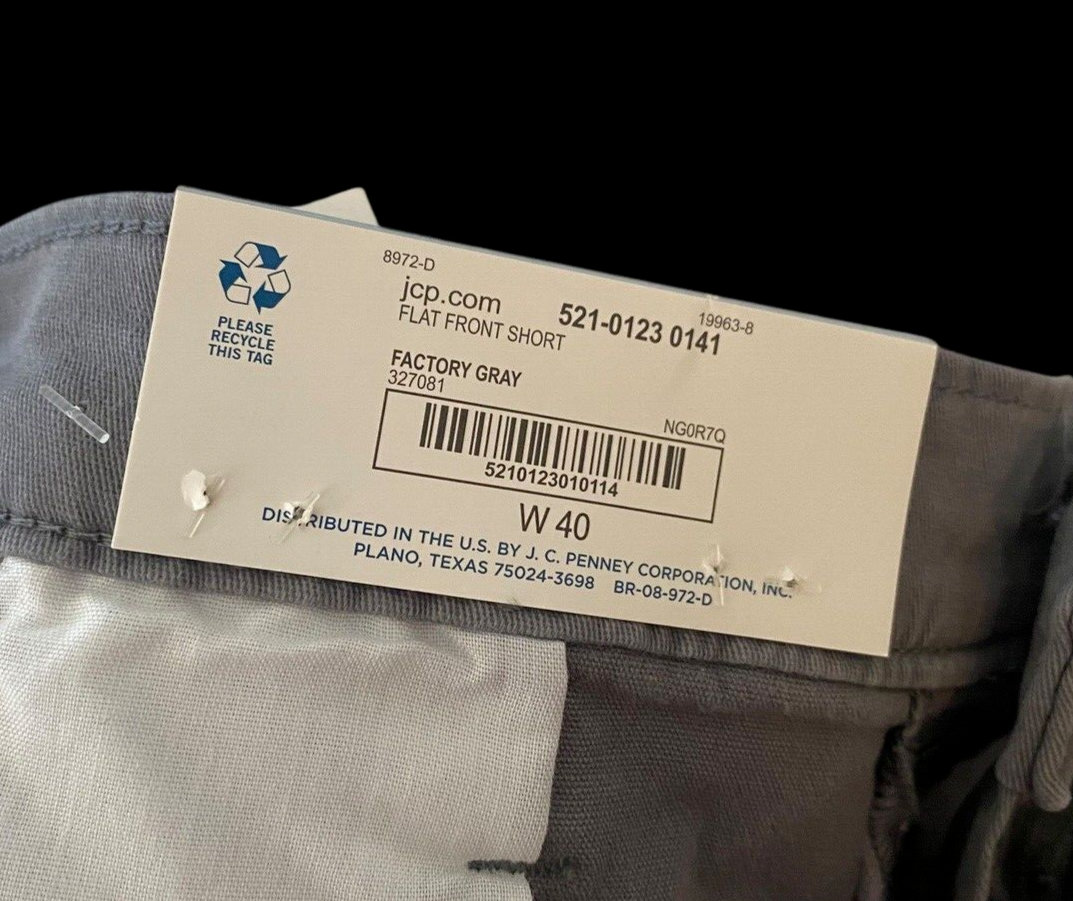 PLEASE
RECYCLE
THIS TAG
8972-D
jcp.com
FLAT FRONT SHORT
521-0123 0141
19963-8
FACTORY GRAY
327081
NG0R7Q
5210123010114
W 40
DISTRIBUTED IN THE U.S. BY J. C. PENNEY CORPORATION, INC.
PLANO, TEXAS 75024-3698 BR-08-972-D